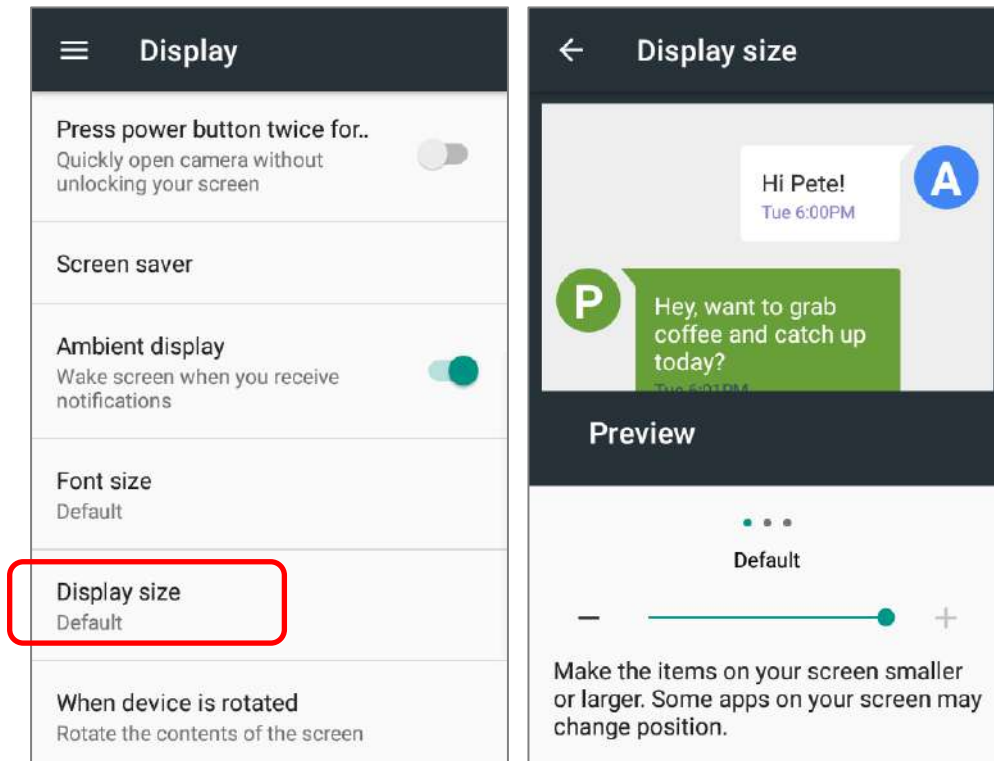 Display
Press power button twice for..
Quickly open camera without
unlocking your screen
Screen saver
Ambient display
Wake screen when you receive
notifications
Font size
Default
Display size
Default
When device is rotated
Rotate the contents of the screen
Display size
Hi Pete!
Tue 6:00PM
A
P
Hey, want to grab
coffee and catch up
today?
Tue 6:01PM
Preview
Default
Make the items on your screen smaller
or larger. Some apps on your screen may
change position.